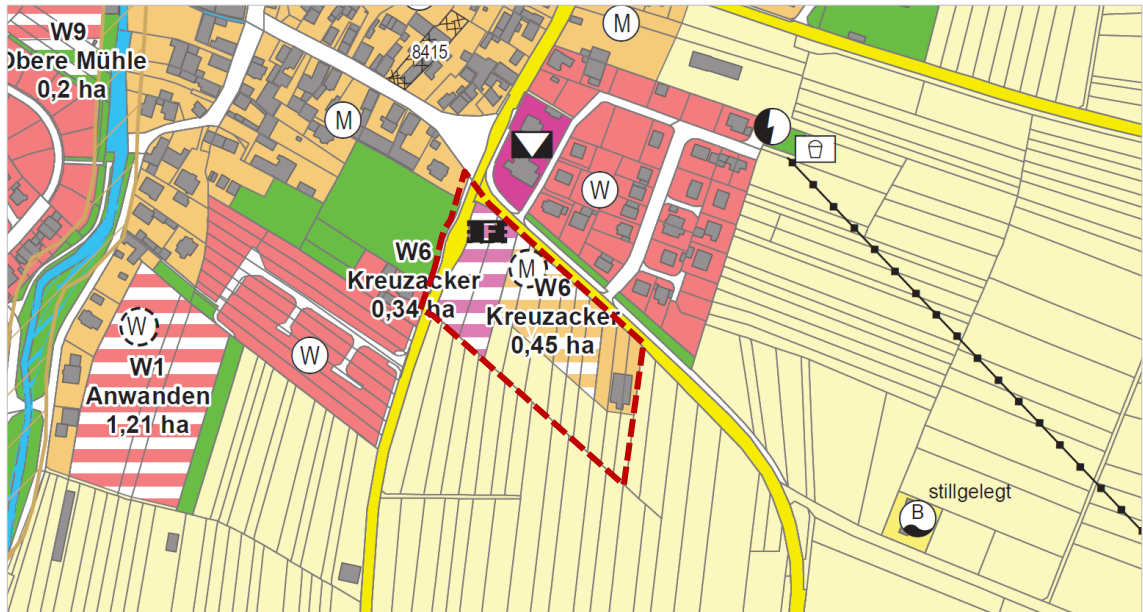 W9
Obere Mühle
0,2 ha
M
8415
M
W
F
W6
Kreuzacker
0,34 ha
M
W6
Kreuzacker
0,45 ha
W
W
W1
Anwanden
1,21 ha
stillgelegt
B